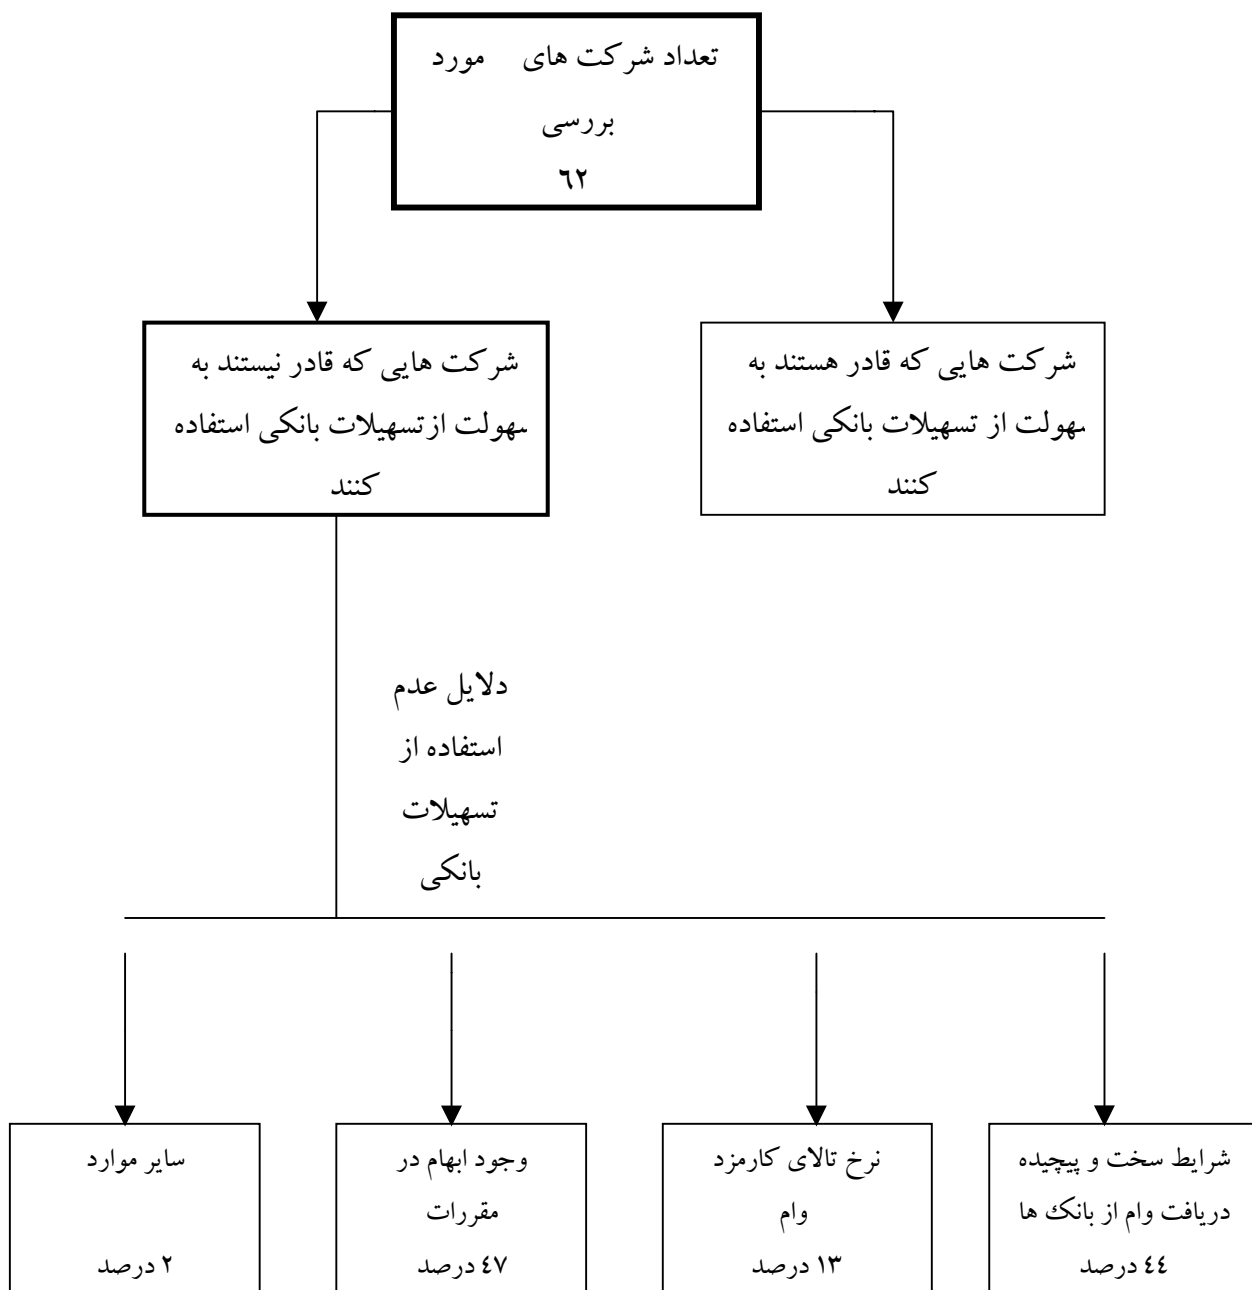 تعداد شرکت های مورد
بررسی
۶۲
شرکت هایی که قادر هستند به
سهولت از تسهیلات بانکی استفاده
کنند
شرکت هایی که قادر نیستند به
سهولت ازتسهیلات بانکی استفاده
کنند
دلایل عدم
استفاده از
تسهیلات
بانکی
شرایط سخت و پیچیده
دریافت وام از بانک ها
۴۴ درصد
نرخ تالای کارمزد
وام
۱۳ درصد
وجود ابهام در
مقررات
۴۷ درصد
سایر موارد
۲ درصد